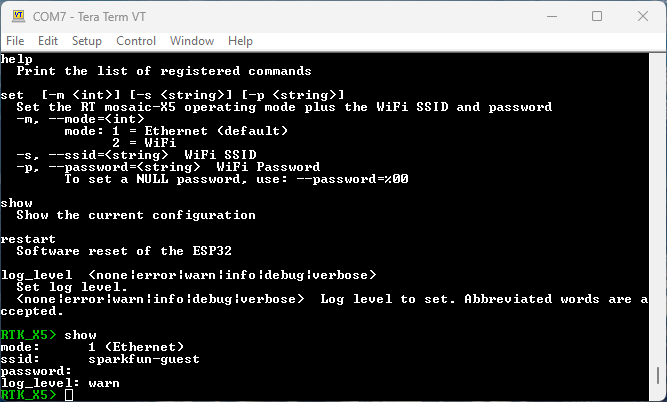 COM7 - Tera Term VT
File Edit Setup Control Window Help
help
  Print the list of registered commands
set  [-m <int>] [-s <string>] [-p <string>]
  Set the RT mosaic-X5 operating mode plus the WiFi SSID and password
  -m, --mode=<int>
        mode: 1 = Ethernet (default)
              2 = WiFi
  -s, --ssid=<string>  WiFi SSID
  -p, --password=<string>  WiFi Password
        To set a NULL password, use: --password=%00
show
  Show the current configuration
restart
  Software reset of the ESP32
log_level  <none|error|warn|info|debug|verbose>
  Set log level.
  <none|error|warn|info|debug|verbose>  Log level to set. Abbreviated words are a
ccepted.
RTK_X5> show
mode:      1 (Ethernet)
ssid:      sparkfun-guest
password:
log_level: warn
RTK_X5>